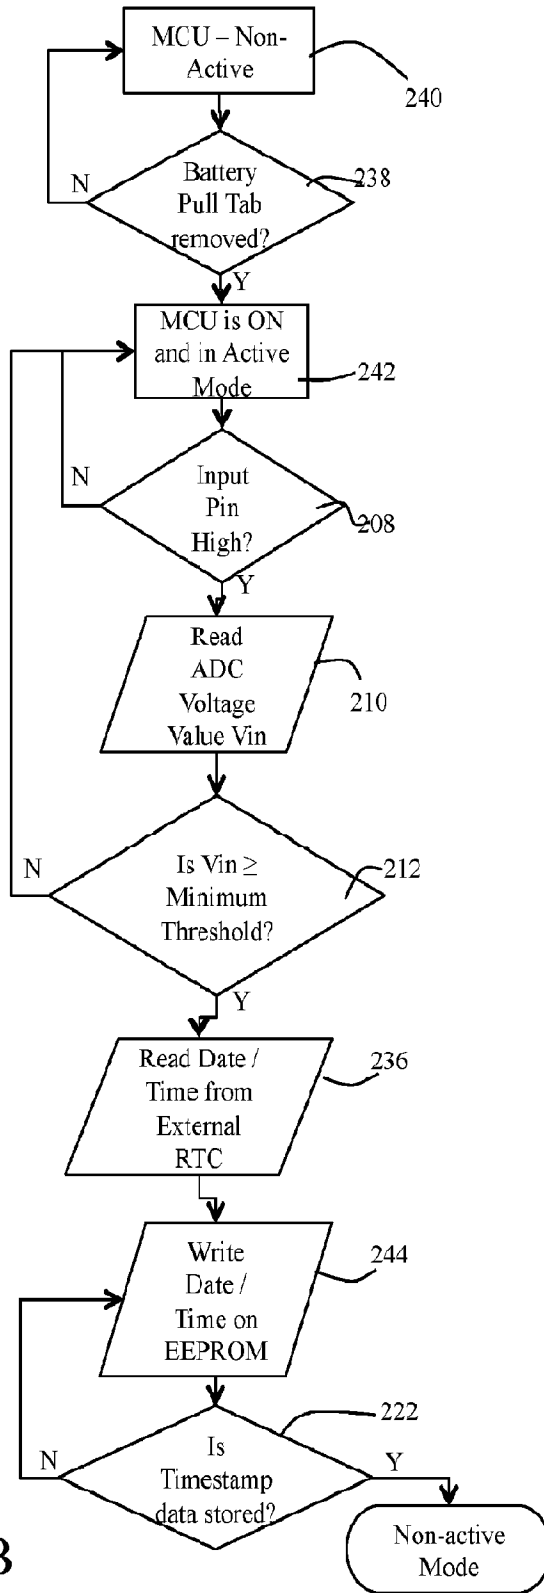 MCU – Non-
Active
240
Battery
Pull Tab
removed?
238
N
Y
MCU is ON
and in Active
Mode
242
Input
Pin
High?
208
N
Y
Read
ADC
Voltage
Value Vin
210
Is Vin ≥
Minimum
Threshold?
212
N
Y
Read Date /
Time from
External
RTC
236
Write
Date /
Time on
EEPROM
244
Is
Timestamp
data stored?
222
N
Y
Non-active
Mode